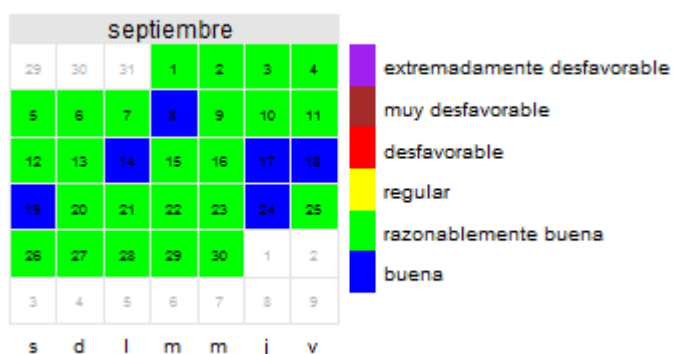 septiembre
29 30 31 1 2 3 4
5 6 7 8 9 10 11
12 13 14 15 16 17 18
19 20 21 22 23 24 25
26 27 28 29 30 1 2
3 4 5 6 7 8 9
s d l m m j v
extremadamente desfavorable
muy desfavorable
desfavorable
regular
razonablemente buena
buena